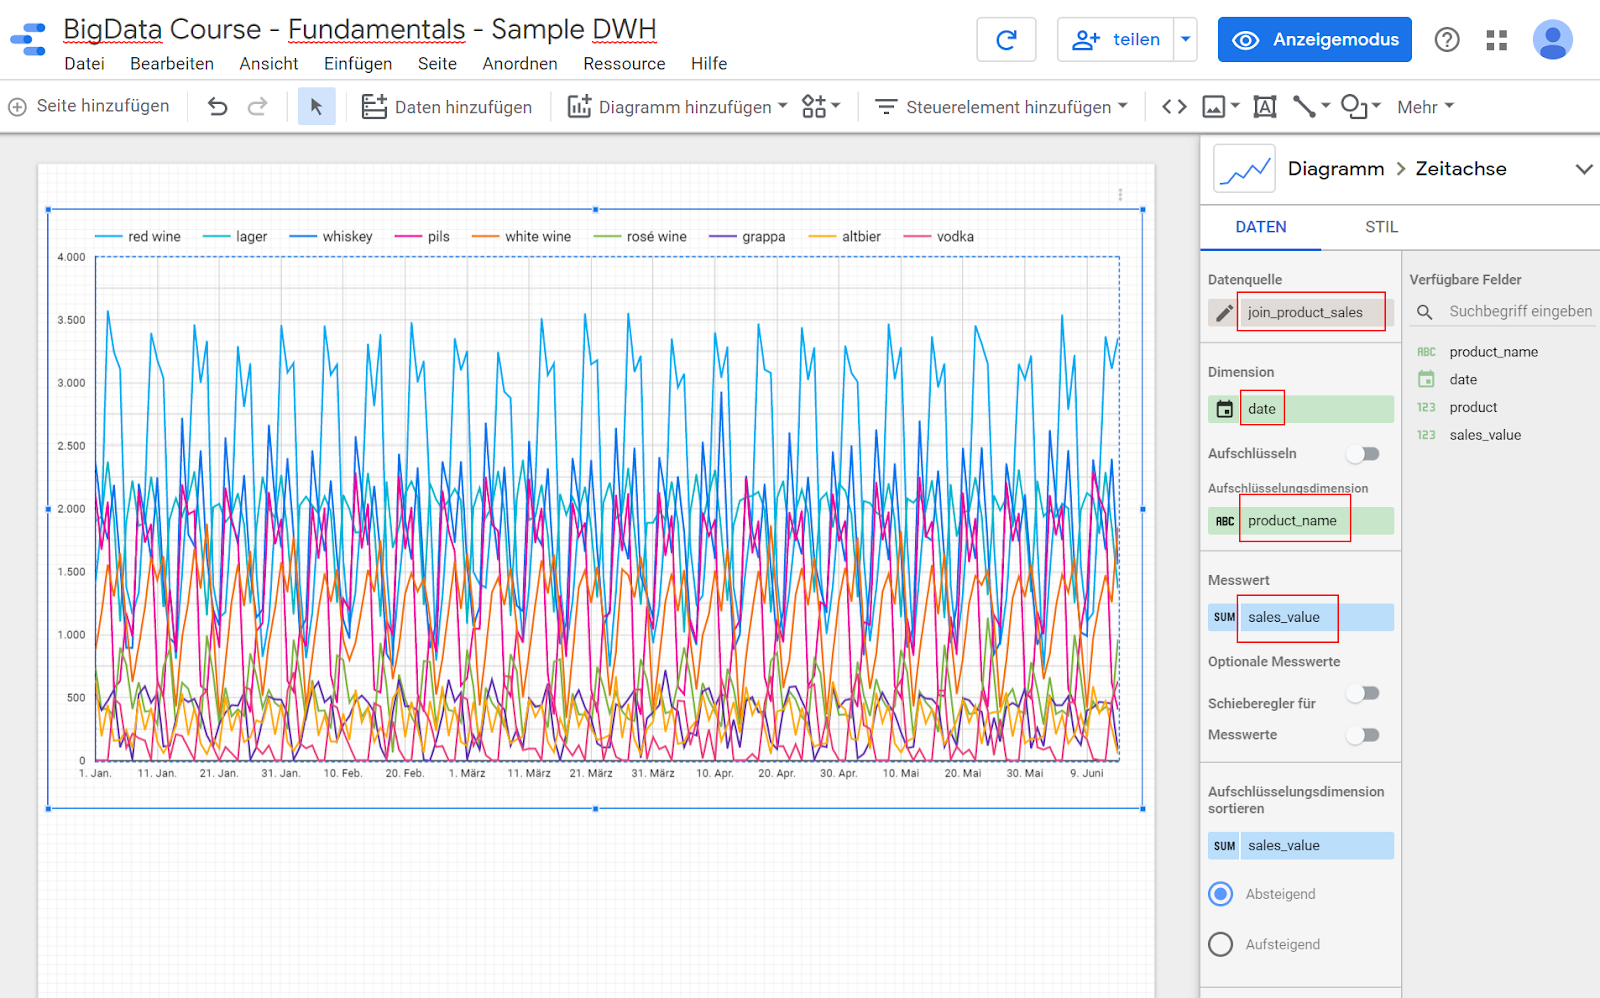 BigData Course - Fundamentals - Sample DWH
Datei Bearbeiten Ansicht Einfügen Seite Anordnen Ressource Hilfe
teilen
Anzeigemodus
Seite hinzufügen
Daten hinzufügen
Diagramm hinzufügen
Steuerelement hinzufügen
Mehr
red wine lager whiskey pils white wine rosé wine grappa altbier vodka
4.000
3.500
3.000
2.500
2.000
1.500
1.000
500
0
1. Jan. 11. Jan. 21. Jan. 31. Jan. 10. Feb. 20. Feb. 1. März 11. März 21. März 31. März 10. Apr. 20. Apr. 30. Apr. 10. Mai 20. Mai 30. Mai 9. Juni
Diagramm > Zeitachse
DATEN STIL
Datenquelle
join_product_sales
Dimension
date
Aufschlüsseln
Aufschlüsselungsdimension
ABC product_name
Messwert
SUM sales_value
Optionale Messwerte
Schieberegler für
Messwerte
Aufschlüsselungsdimension
sortieren
SUM sales_value
Absteigend
Aufsteigend
Verfügbare Felder
Suchbegriff eingeben
ABC product_name
date
123 product
123 sales_value